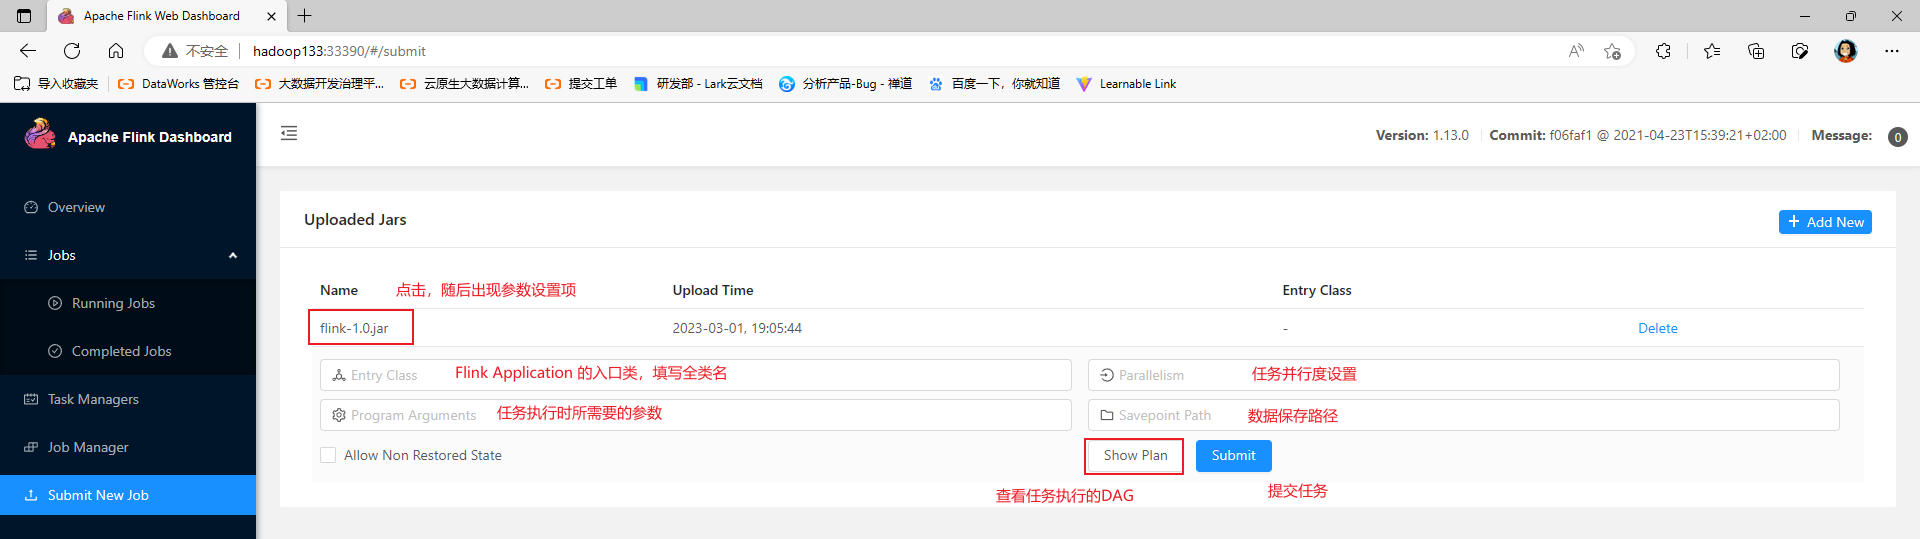 Apache Flink Web Dashboard
不安全
hadoop133:33390/#/submit
导入收藏夹
DataWorks 管控台
大数据开发治理平...
云原生大数据计算...
提交工单
研发部 - Lark云文档
分析产品-Bug - 禅道
百度一下，你就知道
Learnable Link
Apache Flink Dashboard
Version: 1.13.0
Commit: f06faf1 @ 2021-04-23T15:39:21+02:00
Message:
0
Overview
Jobs
Running Jobs
Completed Jobs
Task Managers
Job Manager
Submit New Job
Uploaded Jars
+ Add New
Name
点击，随后出现参数设置项
Upload Time
Entry Class
flink-1.0.jar
2023-03-01, 19:05:44
-
Delete
Entry Class
Flink Application 的入口类，填写全类名
Parallelism
任务并行度设置
Program Arguments
任务执行时所需要的参数
Savepoint Path
数据保存路径
Allow Non Restored State
Show Plan
Submit
查看任务执行的DAG
提交任务